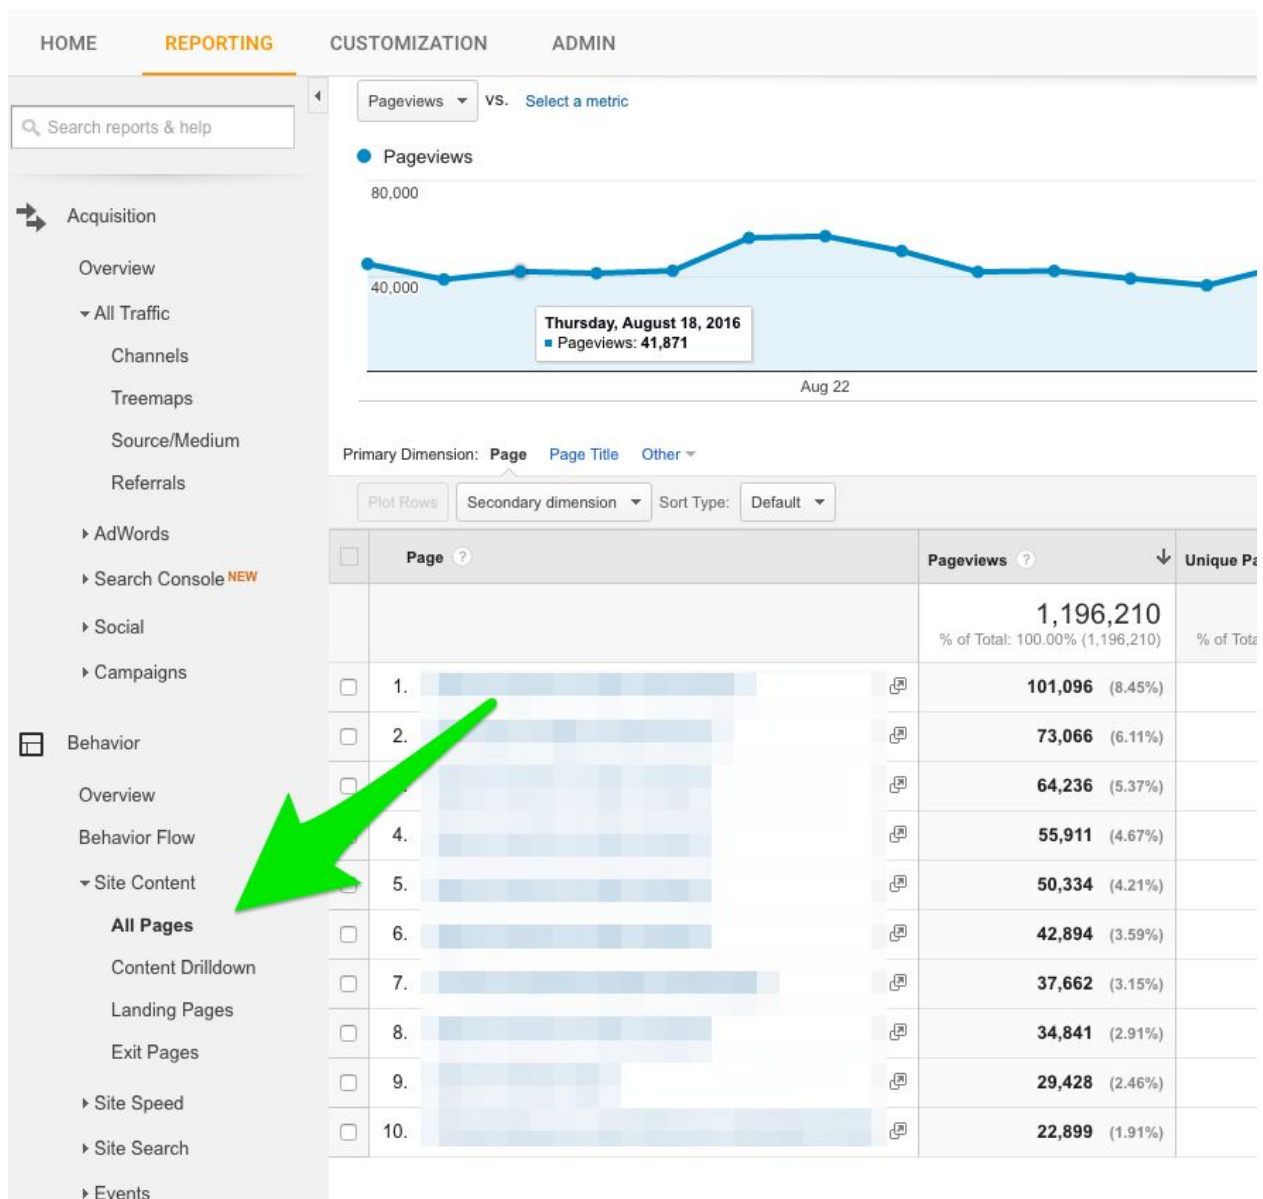 HOME REPORTING CUSTOMIZATION ADMIN
Search reports & help
Acquisition
Overview
All Traffic
Channels
Treemaps
Source/Medium
Referrals
AdWords
Search Console NEW
Social
Campaigns
Behavior
Overview
Behavior Flow
Site Content
All Pages
Content Drilldown
Landing Pages
Exit Pages
Site Speed
Site Search
Events
Pageviews VS. Select a metric
Pageviews
80,000
40,000
Thursday, August 18, 2016
Pageviews: 41,871
Aug 22
Primary Dimension: Page Page Title Other
Plot Rows Secondary dimension Sort Type: Default
Page ? Pageviews ? Unique Pa
1,196,210
% of Total: 100.00% (1,196,210) % of Tota
1. 101,096 (8.45%)
2. 73,066 (6.11%)
64,236 (5.37%)
4. 55,911 (4.67%)
5. 50,334 (4.21%)
6. 42,894 (3.59%)
7. 37,662 (3.15%)
8. 34,841 (2.91%)
9. 29,428 (2.46%)
10. 22,899 (1.91%)